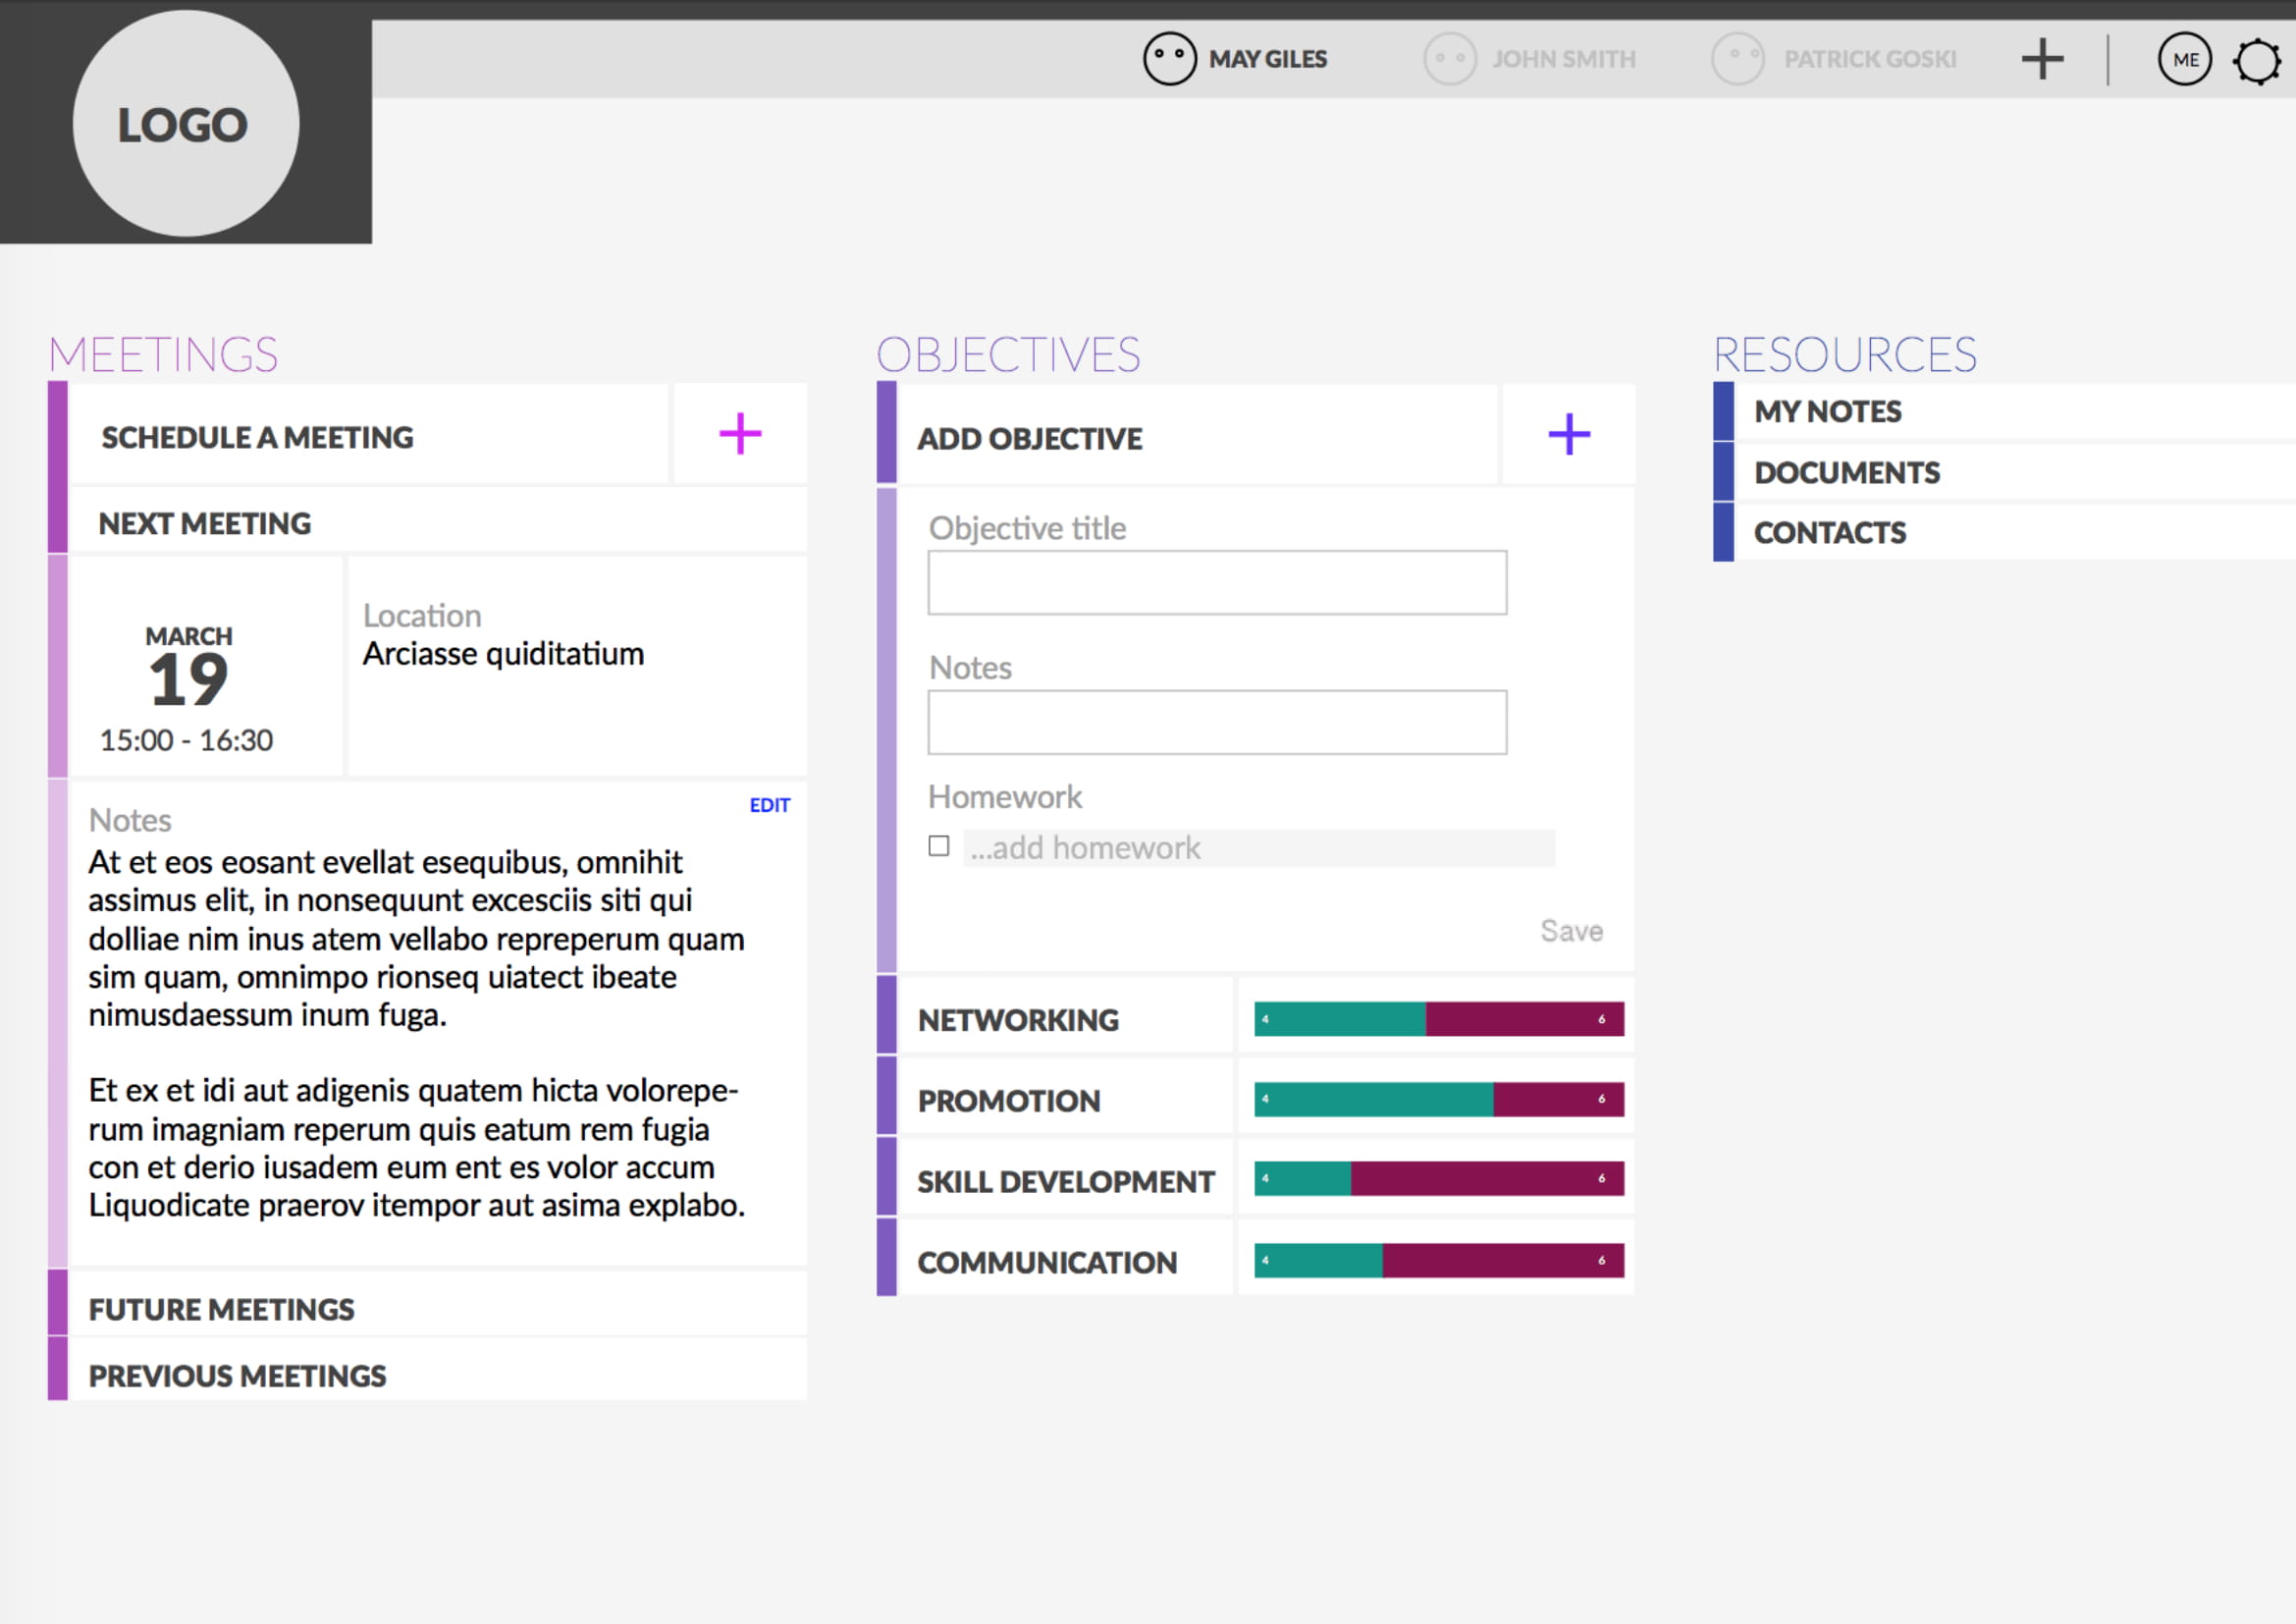 LOGO
MAY GILES
JOHN SMITH
PATRICK GOSKI
ME
MEETINGS
SCHEDULE A MEETING
NEXT MEETING
MARCH
19
15:00 - 16:30
Location
Arciasse quiditatium
Notes
EDIT
At et eos eosant evellat esequibus, omnihit
assimus elit, in nonsequunt excesciis siti qui
dolliae nim inus atem vellabo repreperum quam
sim quam, omnimpo rionseq uiatect ibeate
nimusdaessum inum fuga.
Et ex et idi aut adigenis quatem hicta volorepe-
rum imagniam reperum quis eatum rem fugia
con et derio iusadem eum ent es volor accum
Liquodicate praerov itempor aut asima explabo.
FUTURE MEETINGS
PREVIOUS MEETINGS
OBJECTIVES
ADD OBJECTIVE
Objective title
Notes
Homework
...add homework
Save
NETWORKING
4 6
PROMOTION
4 6
SKILL DEVELOPMENT
4 6
COMMUNICATION
4 6
RESOURCES
MY NOTES
DOCUMENTS
CONTACTS